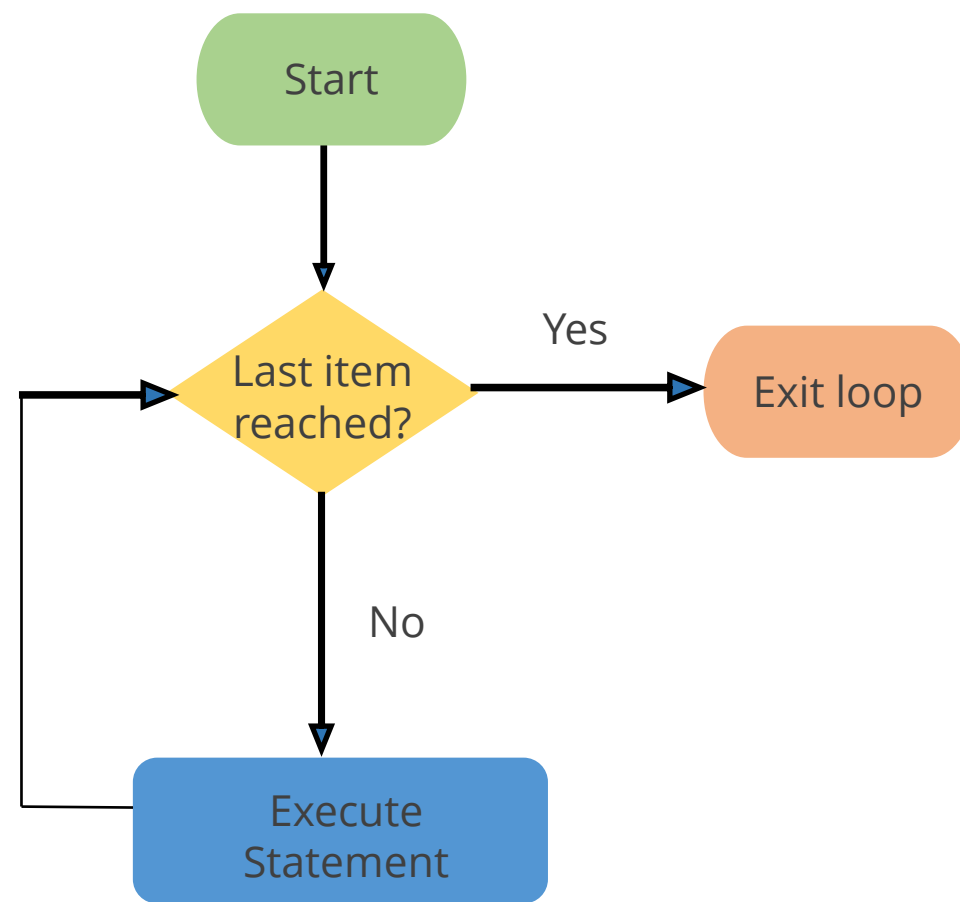 Start
Last item
reached?
Yes
Exit loop
No
Execute
Statement